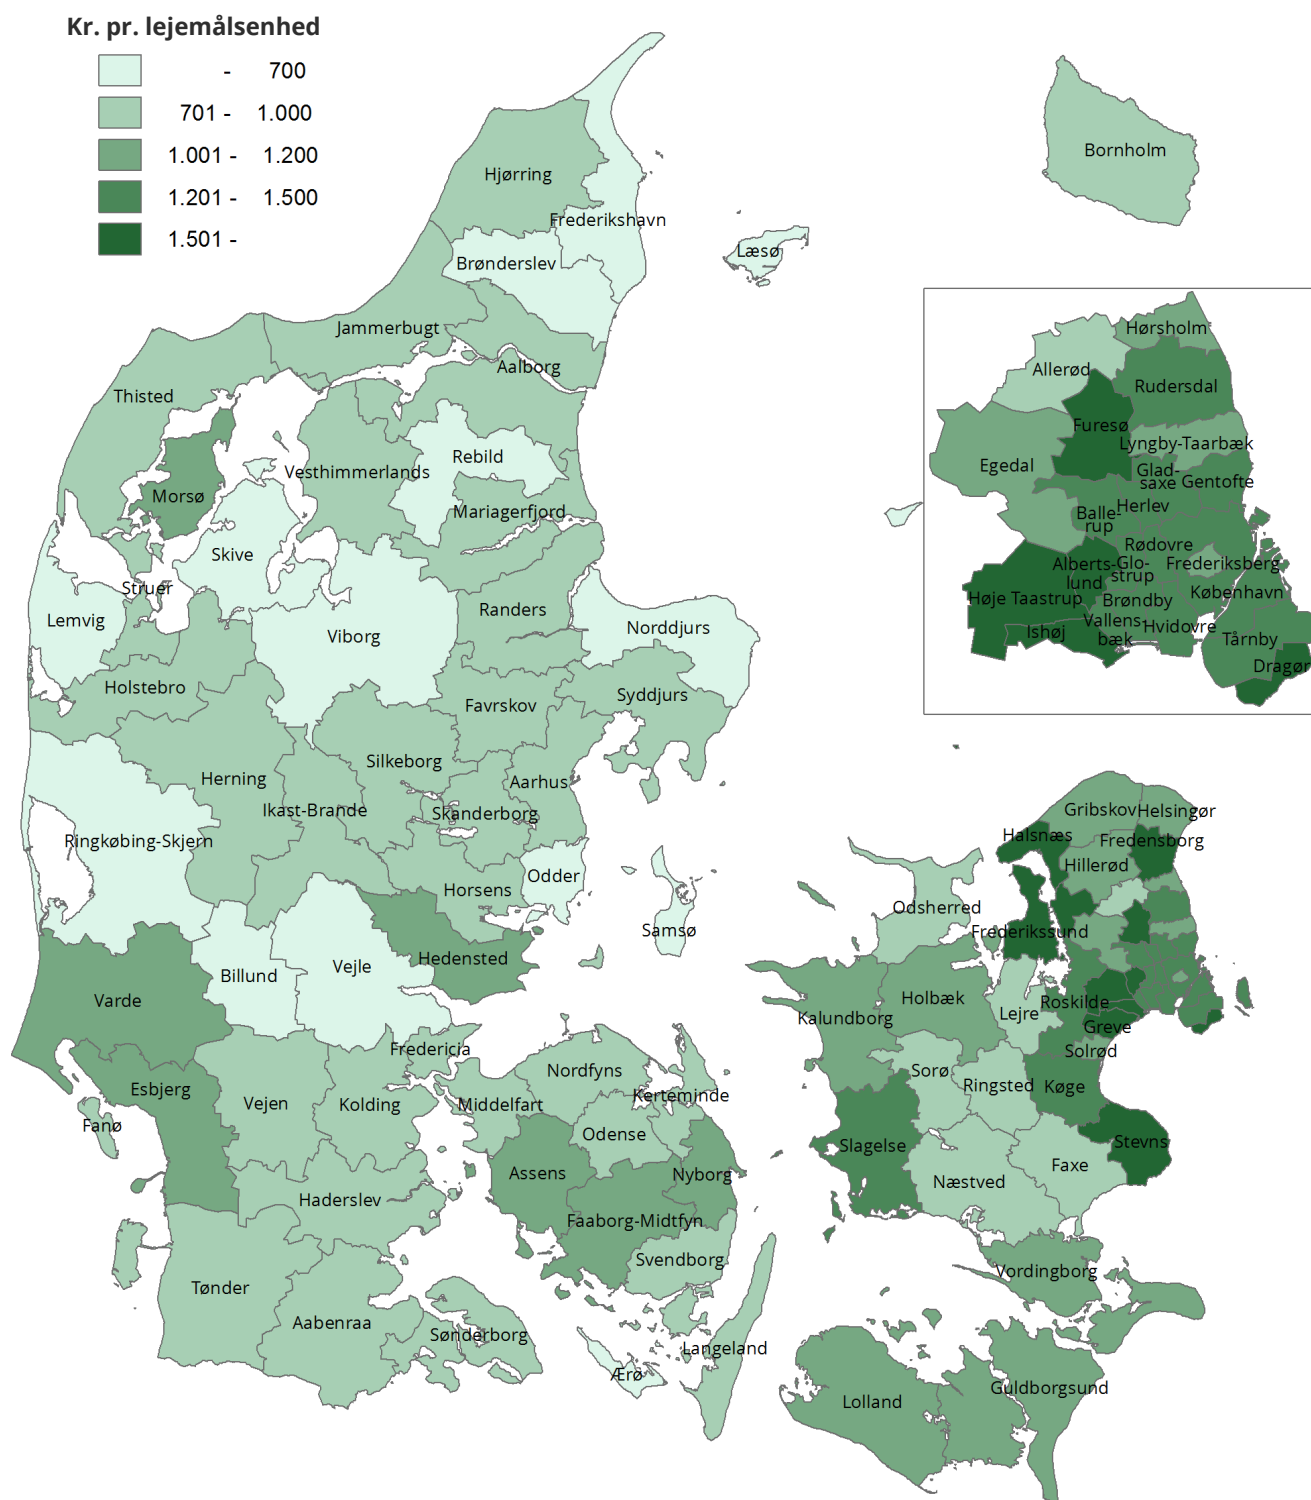 Kr. pr. lejemålsenhed
- 700
701 - 1.000
1.001 - 1.200
1.201 - 1.500
1.501 -
Bornholm
Hjørring
Frederikshavn
Læsø
Brønderslev
Jammerbugt
Aalborg
Thisted
Vesthimmerlands
Rebild
Morsø
Mariagerfjord
Skive
Struer
Lemvig
Viborg
Randers
Norddjurs
Holstebro
Favrskov
Syddjurs
Silkeborg
Herning
Aarhus
Ikast-Brande
Skanderborg
Ringkøbing-Skjern
Odder
Horsens
Samsø
Hedensted
Vejle
Billund
Varde
Fredericia
Esbjerg
Vejen
Kolding
Fanø
Nordfyns
Middelfart
Kerteminde
Odense
Assens
Nyborg
Haderslev
Faaborg-Midtfyn
Svendborg
Tønder
Aabenraa
Sønderborg
Langeland
Ærø
Hørsholm
Allerød
Rudersdal
Furesø
Lyngby-Taarbæk
Egedal
Glad-
saxe
Gentofte
Herlev
Balle-
rup
Rødovre
Alberts-
lund
Glo-
strup
Frederiksberg
København
Høje Taastrup
Brøndby
Vallens-
bæk
Hvidovre
Ishøj
Tårnby
Dragør
Gribskov
Helsingør
Halsnæs
Fredensborg
Hillerød
Odsherred
Frederikssund
Holbæk
Roskilde
Lejre
Kalundborg
Greve
Solrød
Sorø
Ringsted
Køge
Slagelse
Stevns
Faxe
Næstved
Vordingborg
Guldborgsund
Lolland